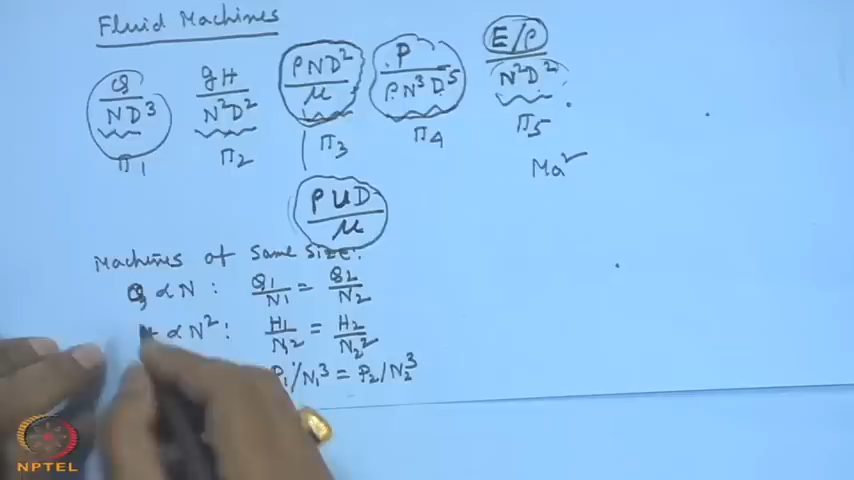 Fluid Machines
Q/ND³ gH/N²D² ρND²/μ P/ρN³D⁵ E/ρ/N²D².
π1 π2 π3 π4 π5
Ma²
ρUD/μ
Machines of Same Size:
Q ∝ N : Q1/N1 = Q2/N2
∝ N² : H1/N1² = H2/N2²
P1/N1³ = P2/N2³
NPTEL